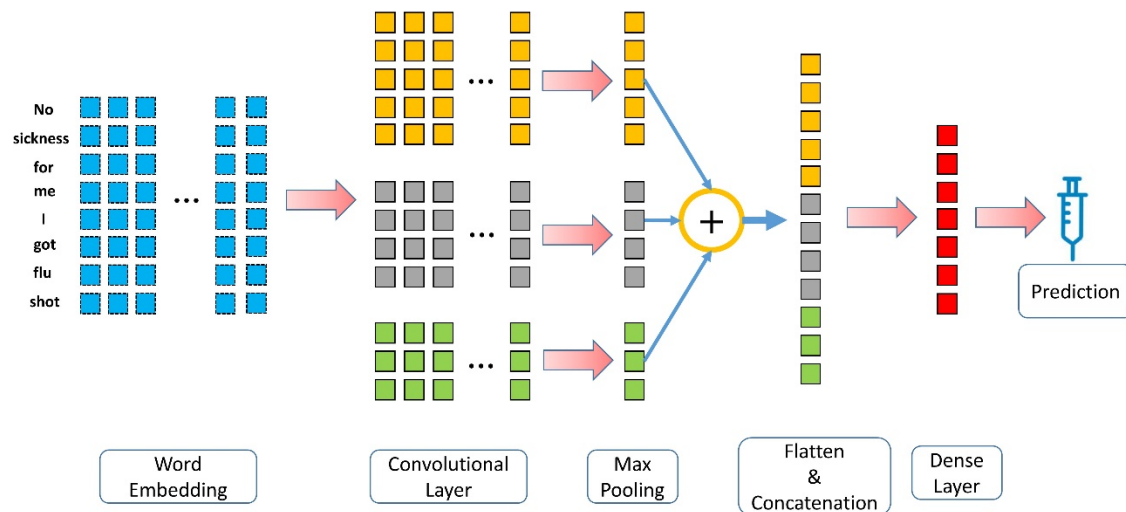 No
sickness
for
me
I
got
flu
shot
...
...
...
...
+
Prediction
Word
Embedding
Convolutional
Layer
Max
Pooling
Flatten
&
Concatenation
Dense
Layer